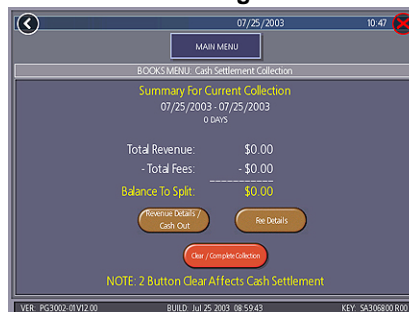 07/25/2003 10:47
MAIN MENU
BOOKS MENU: Cash Settlement Collection
Summary For Current Collection
07/25/2003 - 07/25/2003
0 DAYS
Total Revenue: $0.00
- Total Fees: - $0.00
Balance To Split: $0.00
Revenue Details /
Cash Out
Fee Details
Clear / Complete Collection
NOTE: 2 Button Clear Affects Cash Settlement
VER: PG3002-01V12.00 BUILD: Jul 25 2003 08:59:43 KEY: SA306800 R00